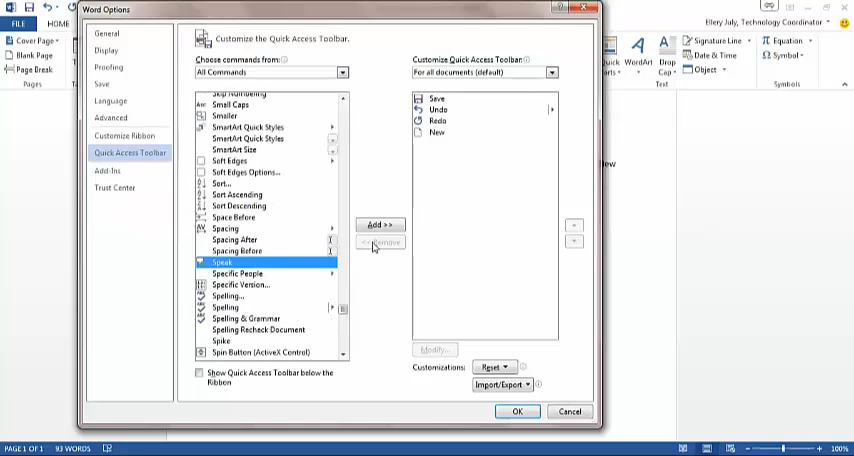 Word Options
FILE
HOME
Ellery July, Technology Coordinator
Cover Page
Blank Page
Page Break
Pages
General
Display
Proofing
Save
Language
Advanced
Customize Ribbon
Quick Access Toolbar
Add-Ins
Trust Center
Customize the Quick Access Toolbar.
Choose commands from:
All Commands
Skip Numbering
Small Caps
Smaller
SmartArt Quick Styles
SmartArt Quick Styles
SmartArt Size
Soft Edges
Soft Edges Options...
Sort...
Sort Ascending
Sort Descending
Space Before
Spacing
Spacing After
Spacing Before
Speak
Specific People
Specific Version...
Spelling...
Spelling
Spelling & Grammar
Spelling Recheck Document
Spike
Spin Button (ActiveX Control)
Show Quick Access Toolbar below the
Ribbon
Add >>
<< Remove
Customize Quick Access Toolbar:
For all documents (default)
Save
Undo
Redo
New
Modify...
Customizations:
Reset
Import/Export
OK
Cancel
WordArt
Drop
Cap
Signature Line
Date & Time
Object
Text
Equation
Symbol
Symbols
PAGE 1 OF 1
93 WORDS
100%